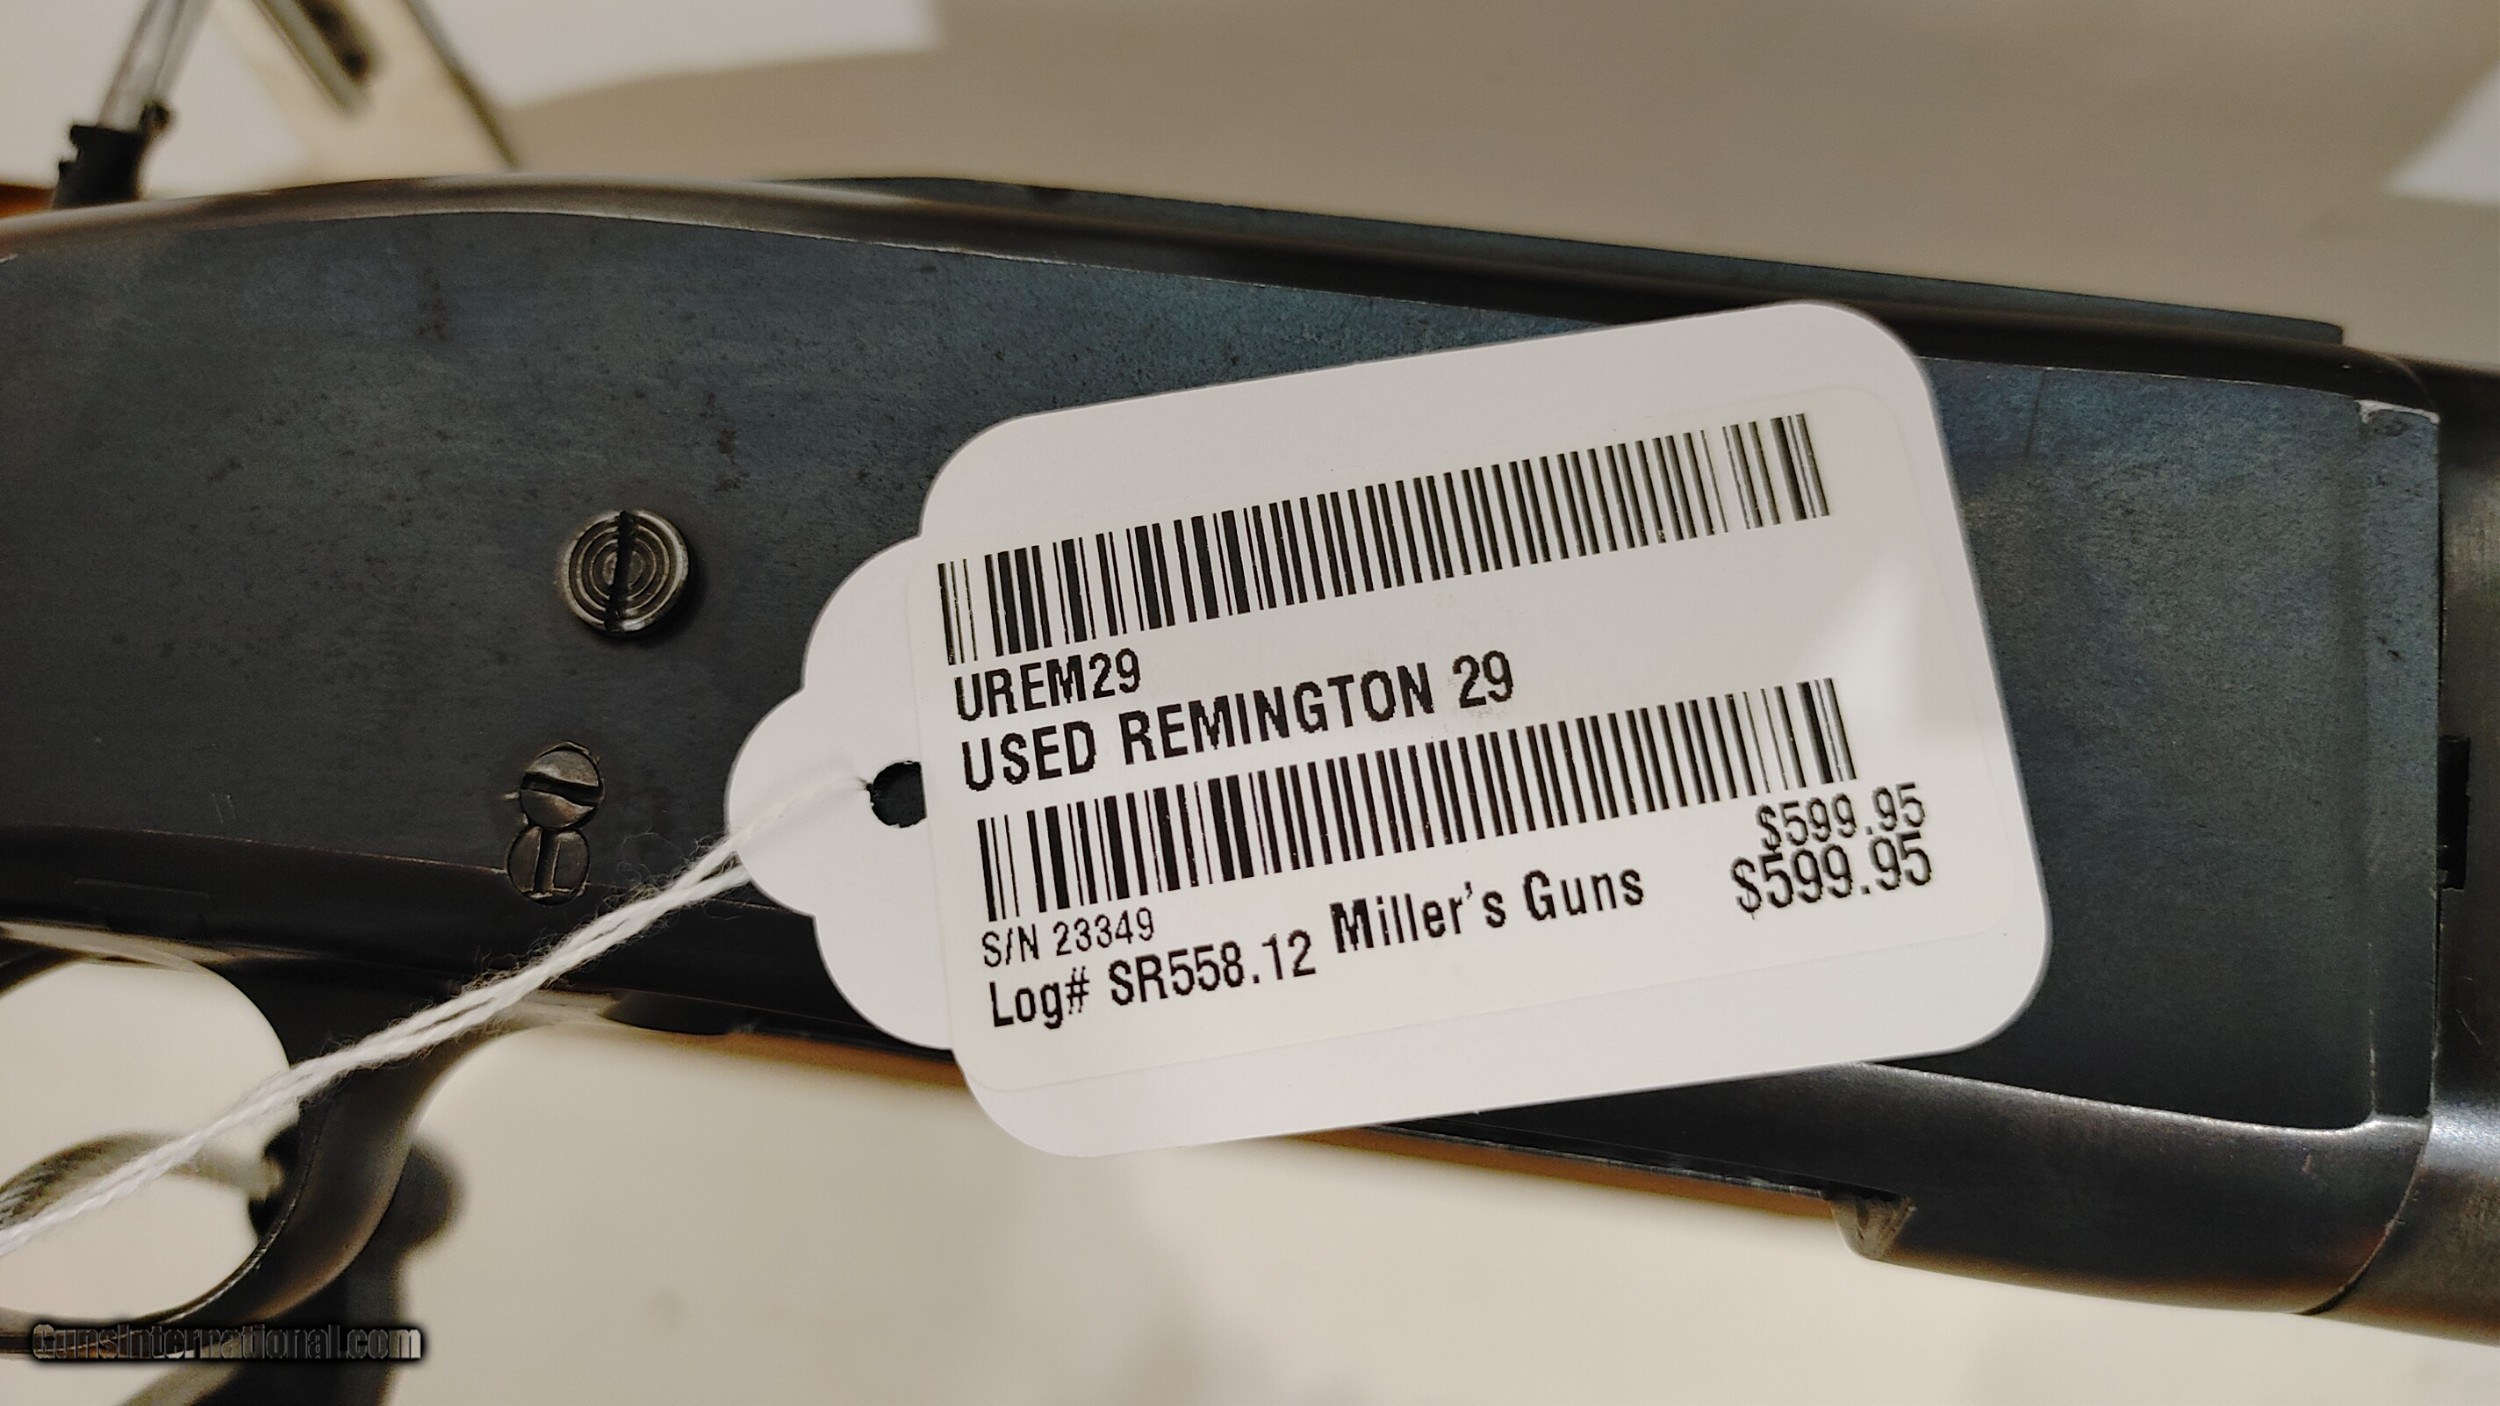 UREM29
USED REMINGTON 29
$599.95
S/N 23349 Miller's Guns $599.95
Log# SR558.12
GunsInternational.com